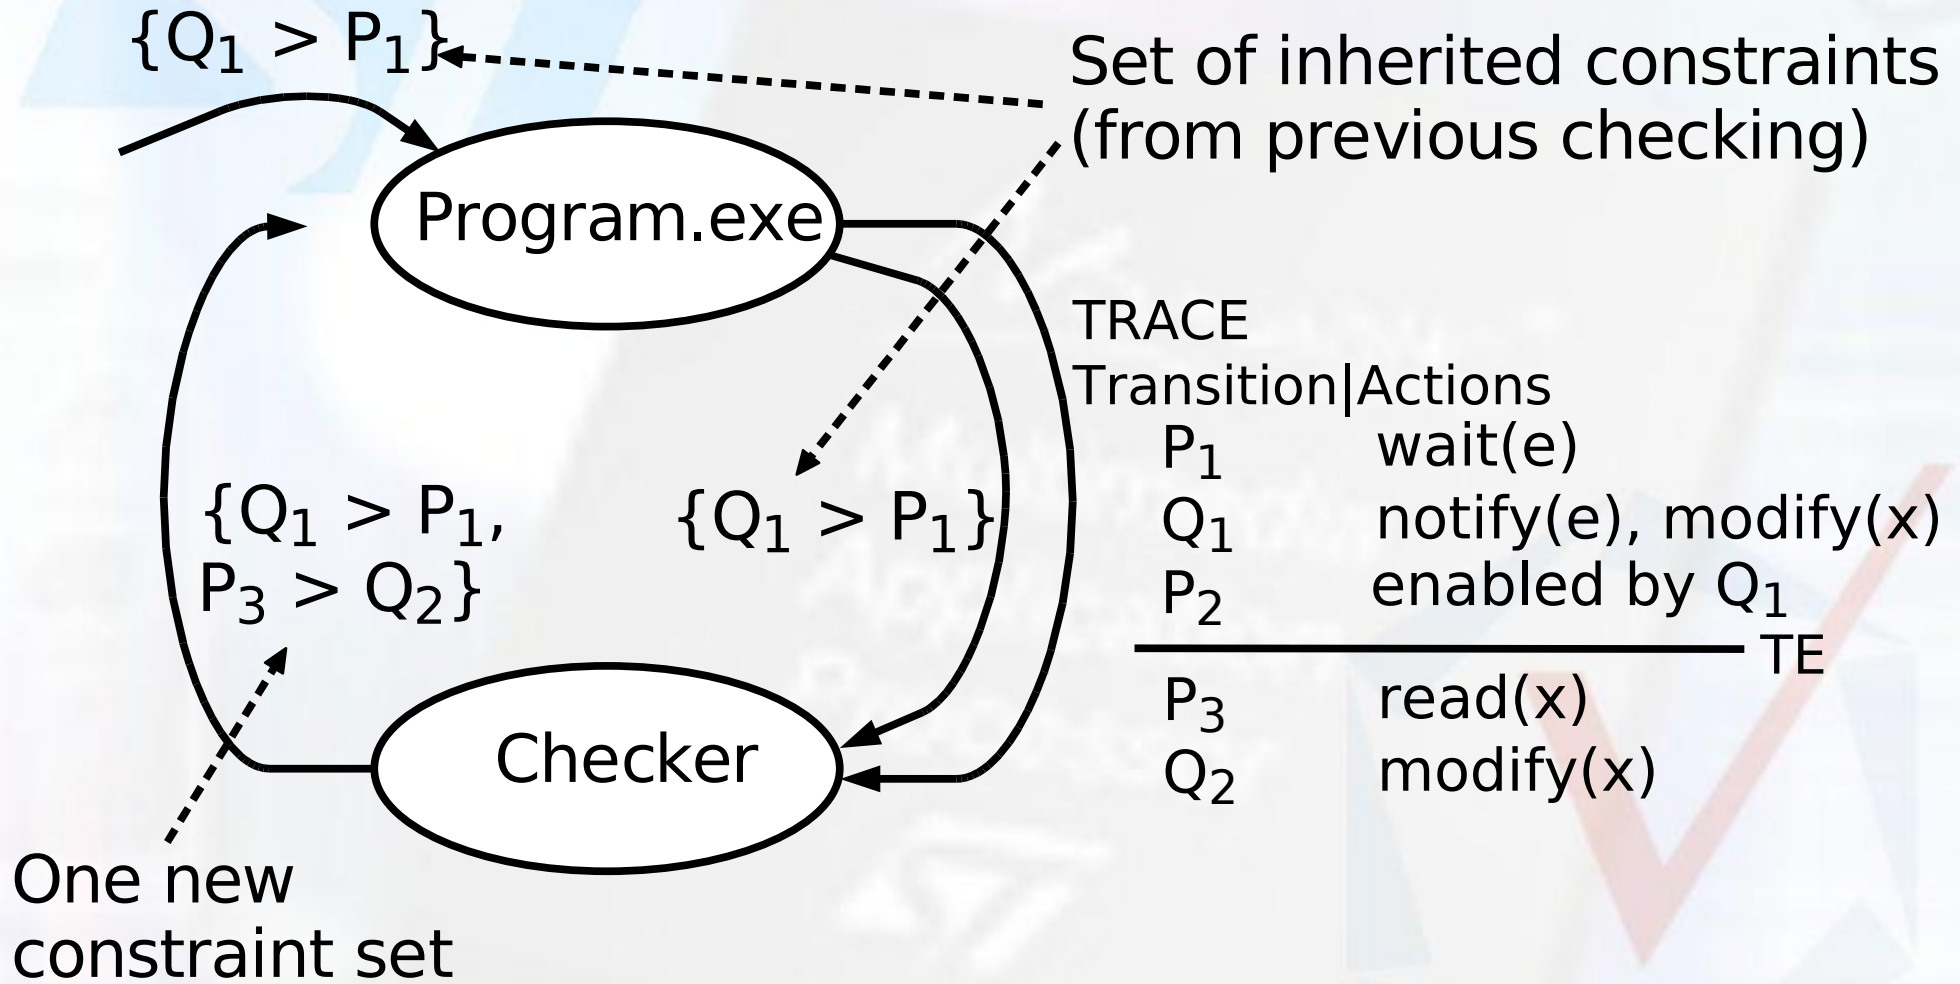 {Q₁ > P₁}
Set of inherited constraints
(from previous checking)
Program.exe
TRACE
Transition|Actions
P₁ wait(e)
Q₁ notify(e), modify(x)
P₂ enabled by Q₁
TE
P₃ read(x)
Q₂ modify(x)
{Q₁ > P₁,
P₃ > Q₂}
{Q₁ > P₁}
Checker
One new
constraint set